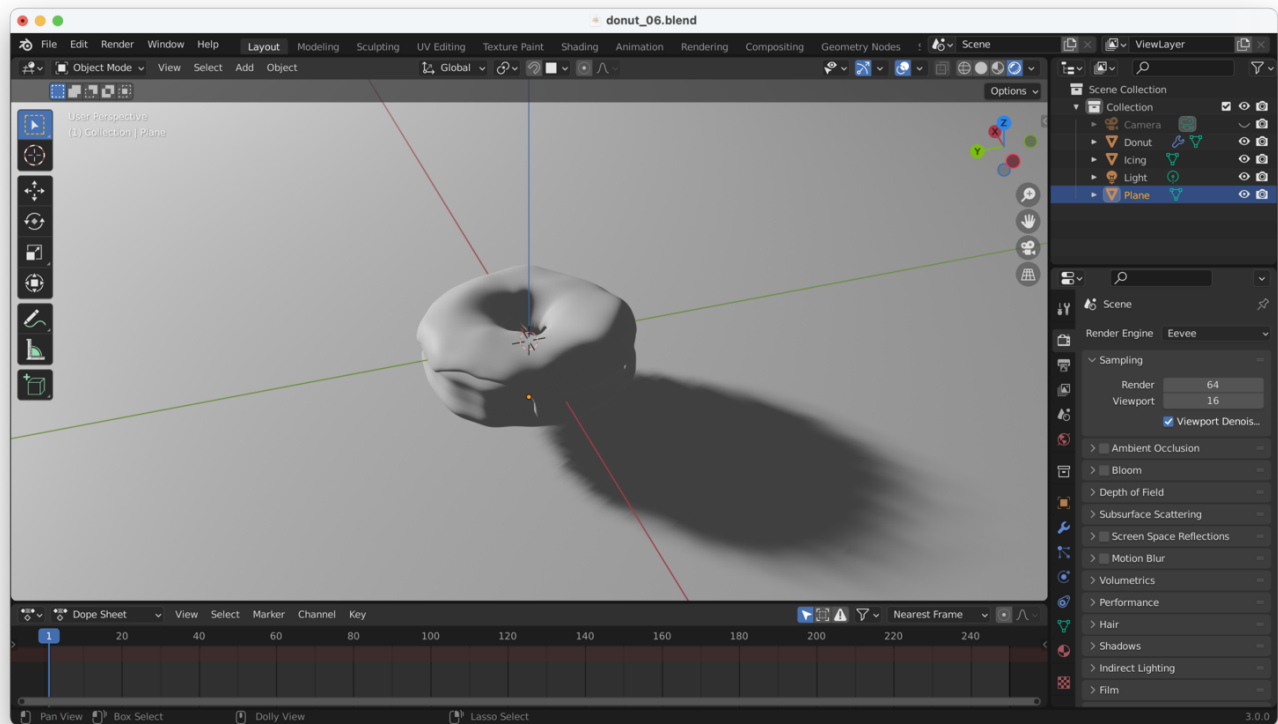 donut_06.blend
File Edit Render Window Help Layout Modeling Sculpting UV Editing Texture Paint Shading Animation Rendering Compositing Geometry Nodes Scene ViewLayer
Object Mode View Select Add Object Global
Options
User Perspective
(1) Collection | Plane
X
Y
Z
Scene Collection
Collection
Camera
Donut
Icing
Light
Plane
Scene
Render Engine Eevee
Sampling
Render 64
Viewport 16
Viewport Denois...
Ambient Occlusion
Bloom
Depth of Field
Subsurface Scattering
Screen Space Reflections
Motion Blur
Volumetrics
Performance
Hair
Shadows
Indirect Lighting
Film
Dope Sheet View Select Marker Channel Key Nearest Frame
1 20 40 60 80 100 120 140 160 180 200 220 240
Pan View Box Select Dolly View Lasso Select 3.0.0